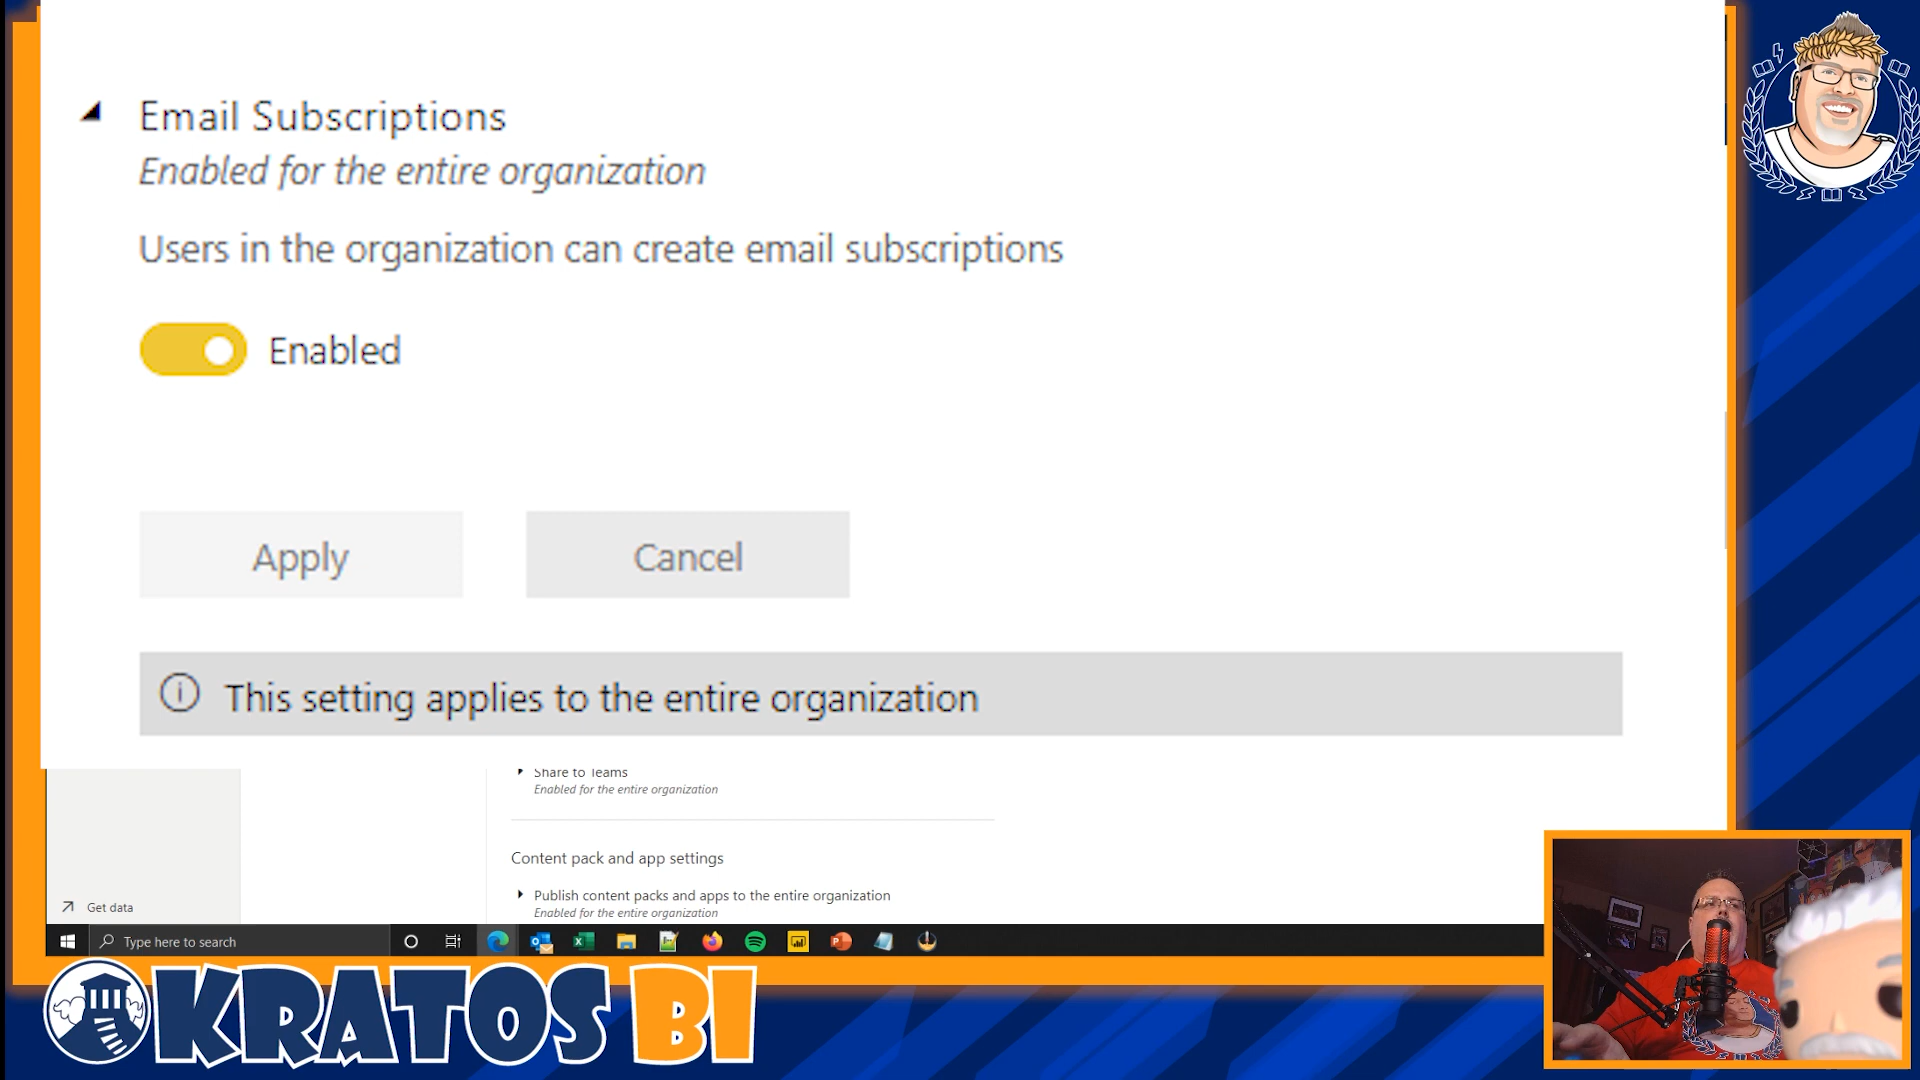 Email Subscriptions
Enabled for the entire organization
Users in the organization can create email subscriptions
Enabled
Apply
Cancel
This setting applies to the entire organization
Share to Teams
Enabled for the entire organization
Content pack and app settings
Publish content packs and apps to the entire organization
Enabled for the entire organization
Get data
Type here to search
KRATOS BI